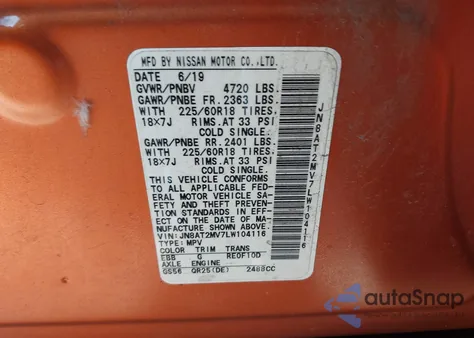 MFD BY NISSAN MOTOR CO.,LTD.
DATE 6/19
GVWR/PNBV 4720 LBS.
GAWR/PNBE FR. 2363 LBS.
WITH 225/60R18 TIRES,
18X7J RIMS, AT 33 PSI
COLD SINGLE.
GAWR/PNBE RR. 2401 LBS.
WITH 225/60R18 TIRES,
18X7J RIMS, AT 33 PSI
COLD SINGLE.
THIS VEHICLE CONFORMS
TO ALL APPLICABLE FED-
ERAL MOTOR VEHICLE SA-
FETY AND THEFT PREVEN-
TION STANDARDS IN EFF-
ECT ON THE DATE OF MA-
NUFACTURE SHOWN ABOVE.
VIN:JN8AT2MV7LW104116
TYPE:MPV
COLOR TRIM TRANS
EBB G RE0F10D
AXLE ENGINE
GS56 QR25(DE) 2488CC
JN8AT2MV7LW104116
autoSnap